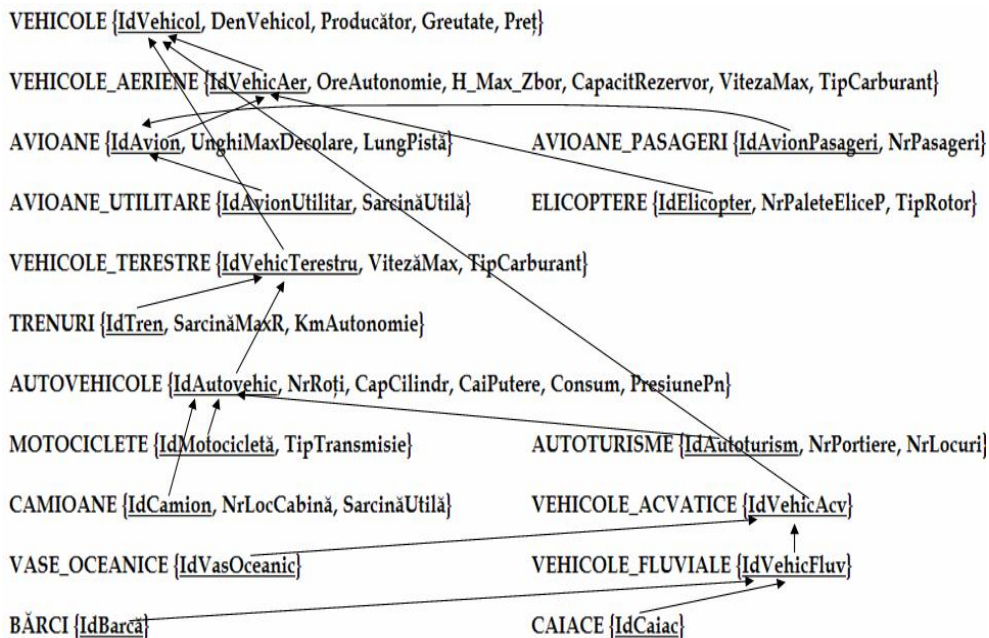 VEHICOLE {IdVehicol, DenVehicol, Producător, Greutate, Preț}
VEHICOLE_AERIENE {IdVehicAer, OreAutonomie, H_Max_Zbor, CapacitRezervor, VitezaMax, TipCarburant}
AVIOANE {IdAvion, UnghiMaxDecolare, LungPistă} AVIOANE_PASAGERI {IdAvionPasageri, NrPasageri}
AVIOANE_UTILITARE {IdAvionUtilitar, SarcinăUtilă} ELICOPTERE {IdElicopter, NrPaleteEliceP, TipRotor}
VEHICOLE_TERESTRE {IdVehicTerestru, VitezăMax, TipCarburant}
TRENURI {IdTren, SarcinăMaxR, KmAutonomie}
AUTOVEHICOLE {IdAutovehic, NrRoți, CapCilindr, CaiPutere, Consum, PresiunePn}
MOTOCICLETE {IdMotocicletă, TipTransmisie} AUTOTURISME {IdAutoturism, NrPortiere, NrLocuri}
CAMIOANE {IdCamion, NrLocCabină, SarcinăUtilă} VEHICOLE_ACVATICE {IdVehicAcv}
VASE_OCEANICE {IdVasOceanic} VEHICOLE_FLUVIALE {IdVehicFluv}
BĂRCI {IdBarcă} CAIACE {IdCaiac}